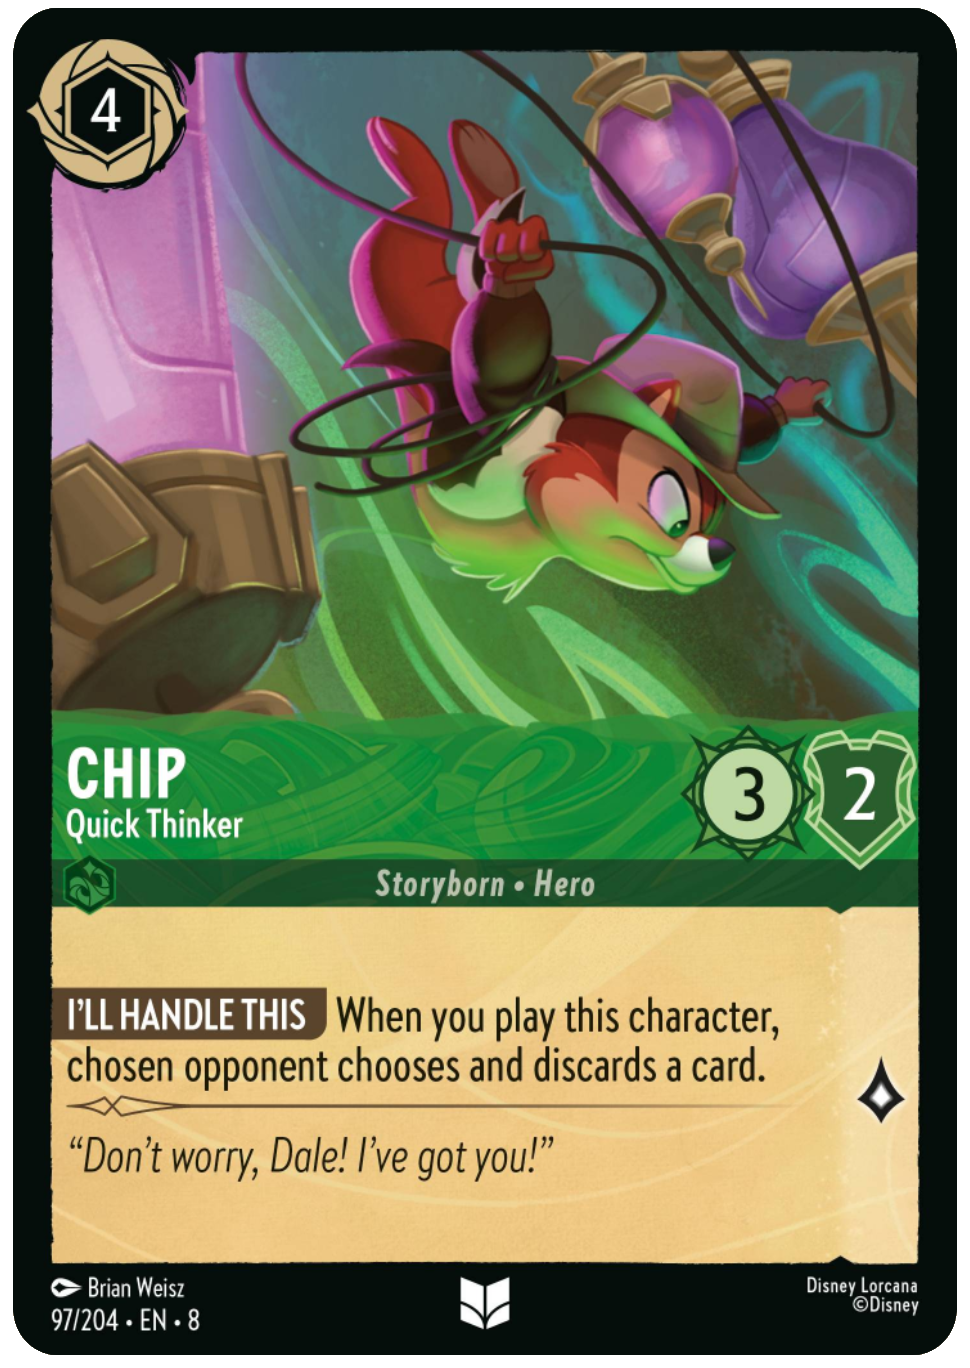 4
CHIP
Quick Thinker
3
2
Storyborn • Hero
I'LL HANDLE THIS When you play this character,
chosen opponent chooses and discards a card.
“Don't worry, Dale! I've got you!”
Brian Weisz
97/204 • EN • 8
Disney Lorcana
©Disney